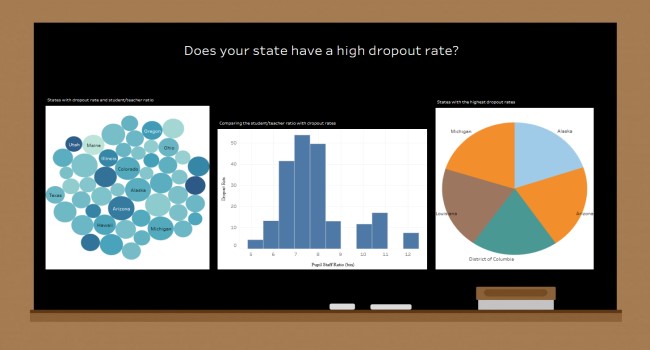 Does your state have a high dropout rate?
States with dropout rate and student/teacher ratio
Comparing the student/teacher ratio with dropout rates
States with the highest dropout rates
Oregon
Utah
Maine
Ohio
Illinois
Colorado
Texas
Alaska
Arizona
Hawaii
Michigan
50
40
30
20
10
0
Dropout Rate
5 6 7 8 9 10 11 12
Pupil Staff Ratio (bin)
Michigan
Alaska
Louisiana
Arizona
District of Columbia